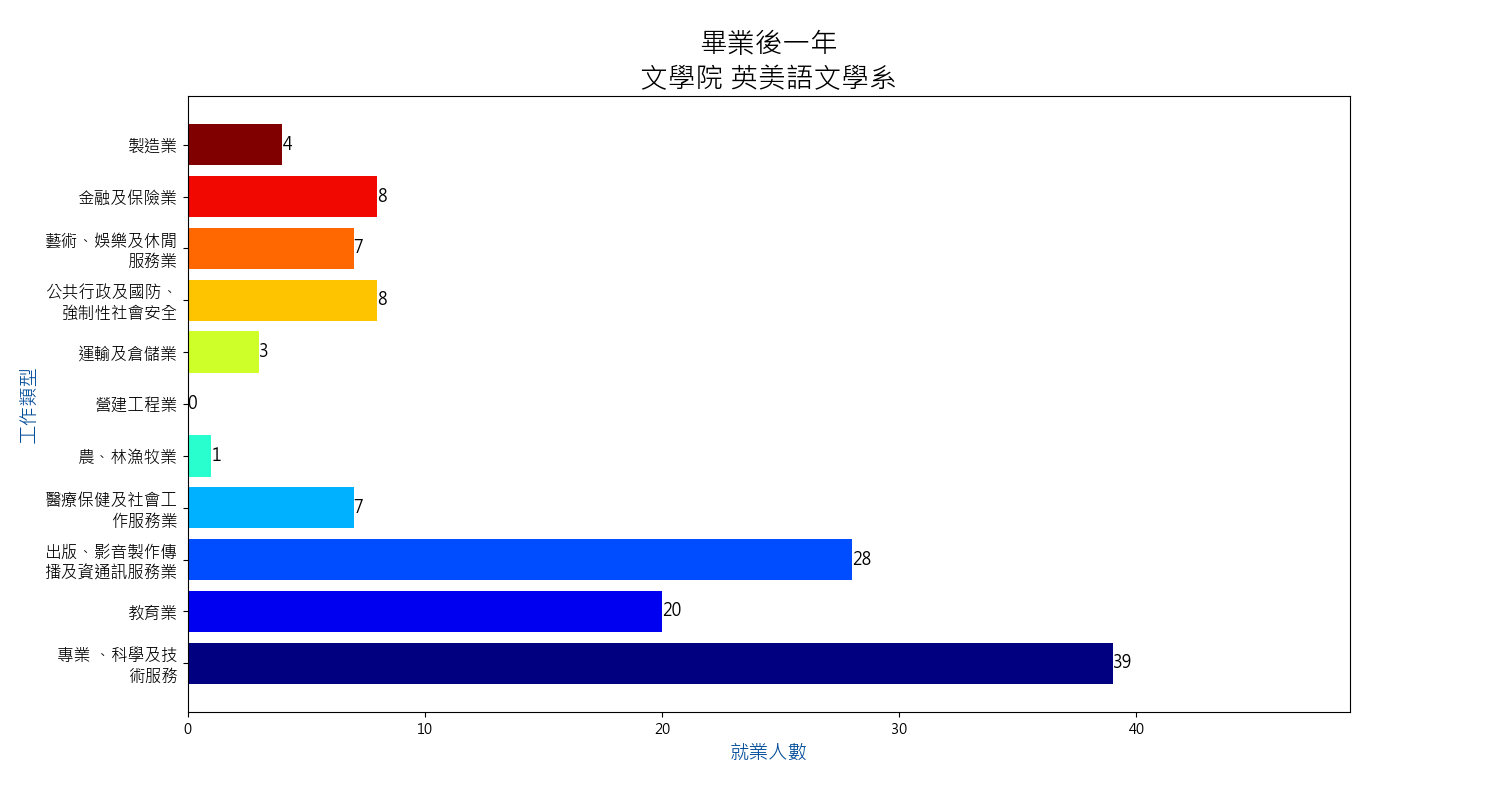 畢業後一年
文學院 英美語文學系
製造業
4
金融及保險業
8
藝術、娛樂及休閒
服務業
7
公共行政及國防、
強制性社會安全
8
運輸及倉儲業
3
營建工程業
0
農、林漁牧業
1
醫療保健及社會工
作服務業
7
出版、影音製作傳
播及資通訊服務業
28
教育業
20
專業 、科學及技
術服務
39
工作類型
0 10 20 30 40
就業人數